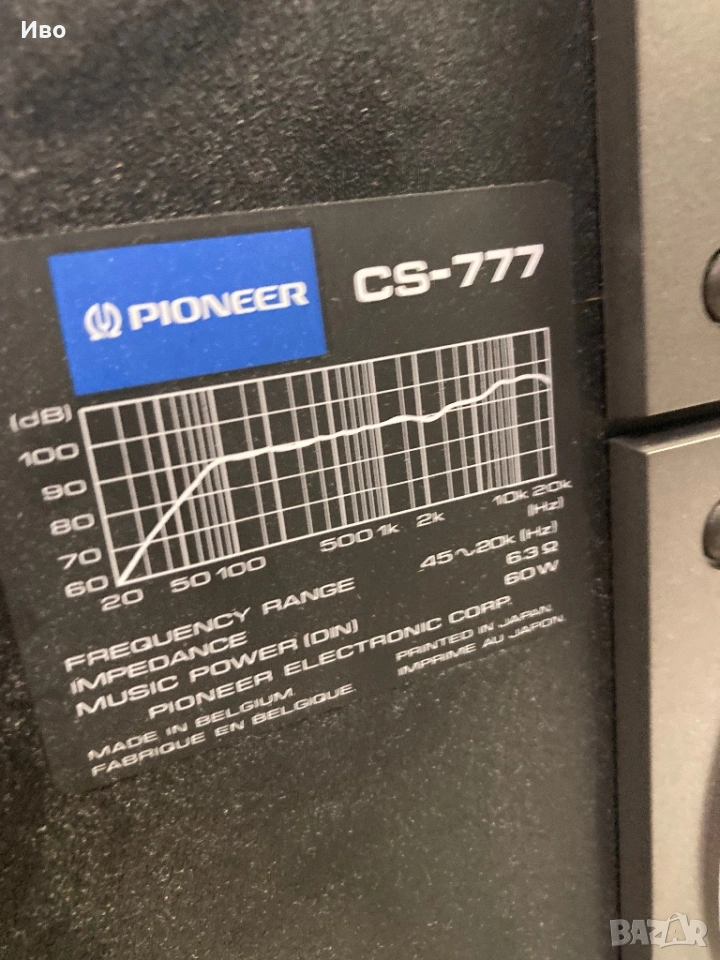 Иво
PIONEER
CS-777
(dB)
100
90
80
70
60
20 50 100 500 1k 2k 10k 20k
(Hz)
FREQUENCY RANGE 45~20k (Hz)
IMPEDANCE 6.3 Ω
MUSIC POWER (DIN) 60W
PIONEER ELECTRONIC CORP.
MADE IN BELGIUM. PRINTED IN JAPAN.
FABRIQUE EN BELGIQUE. IMPRIME AU JAPON.
BAZAR